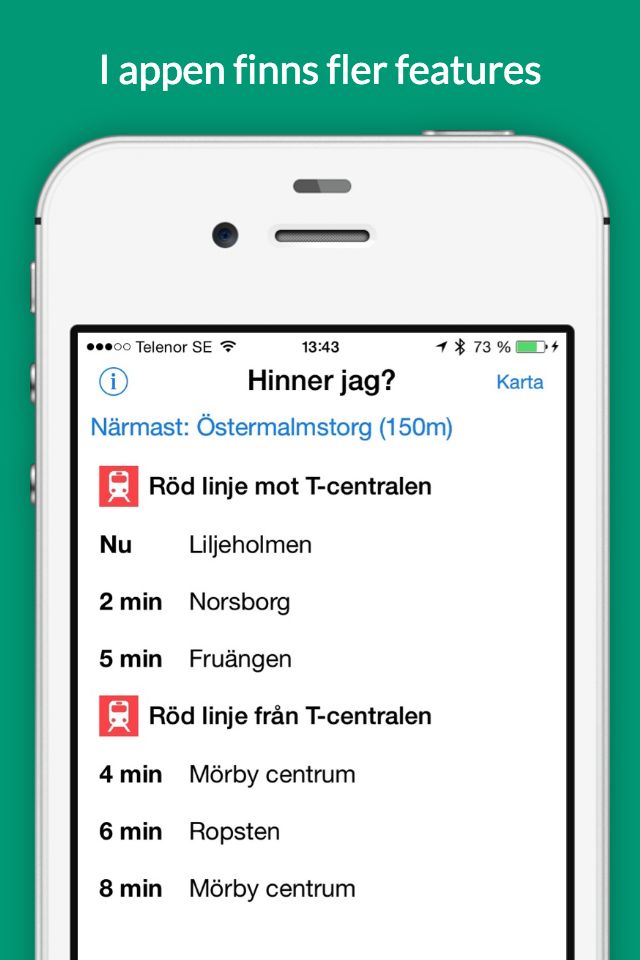 I appen finns fler features
Telenor SE 13:43 73 %
i Hinner jag? Karta
Närmast: Östermalmstorg (150m)
Röd linje mot T-centralen
Nu Liljeholmen
2 min Norsborg
5 min Fruängen
Röd linje från T-centralen
4 min Mörby centrum
6 min Ropsten
8 min Mörby centrum